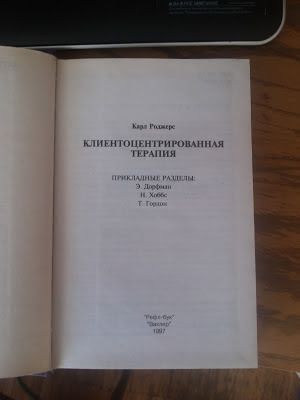 Карл Роджерс
КЛИЕНТОЦЕНТРИРОВАННАЯ
ТЕРАПИЯ
ПРИКЛАДНЫЕ РАЗДЕЛЫ:
Э. Дорфман
Н. Хоббс
Т. Гордон
"Рефл-бук"
"Ваклер"
1997